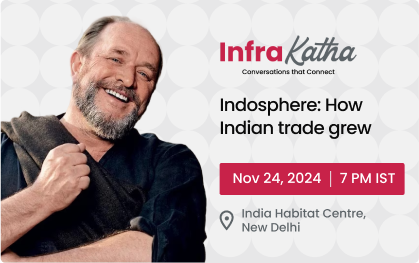 InfraKatha
Conversations that Connect
Indosphere: How
Indian trade grew
Nov 24, 2024 | 7 PM IST
India Habitat Centre,
New Delhi